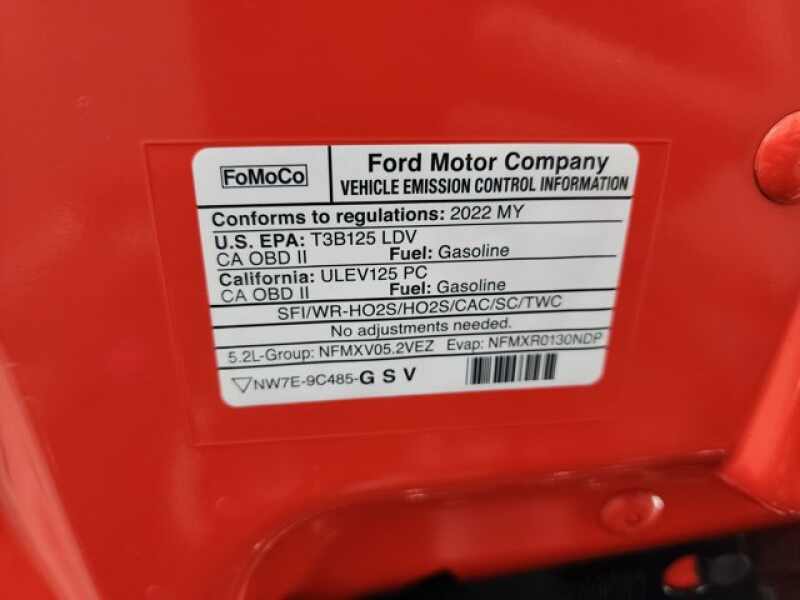 FoMoCo
Ford Motor Company
VEHICLE EMISSION CONTROL INFORMATION
Conforms to regulations: 2022 MY
U.S. EPA: T3B125 LDV
CA OBD II Fuel: Gasoline
California: ULEV125 PC
CA OBD II Fuel: Gasoline
SFI/WR-HO2S/HO2S/CAC/SC/TWC
No adjustments needed.
5.2L-Group: NFMXV05.2VEZ Evap: NFMXR0130NDP
NW7E-9C485-G S V